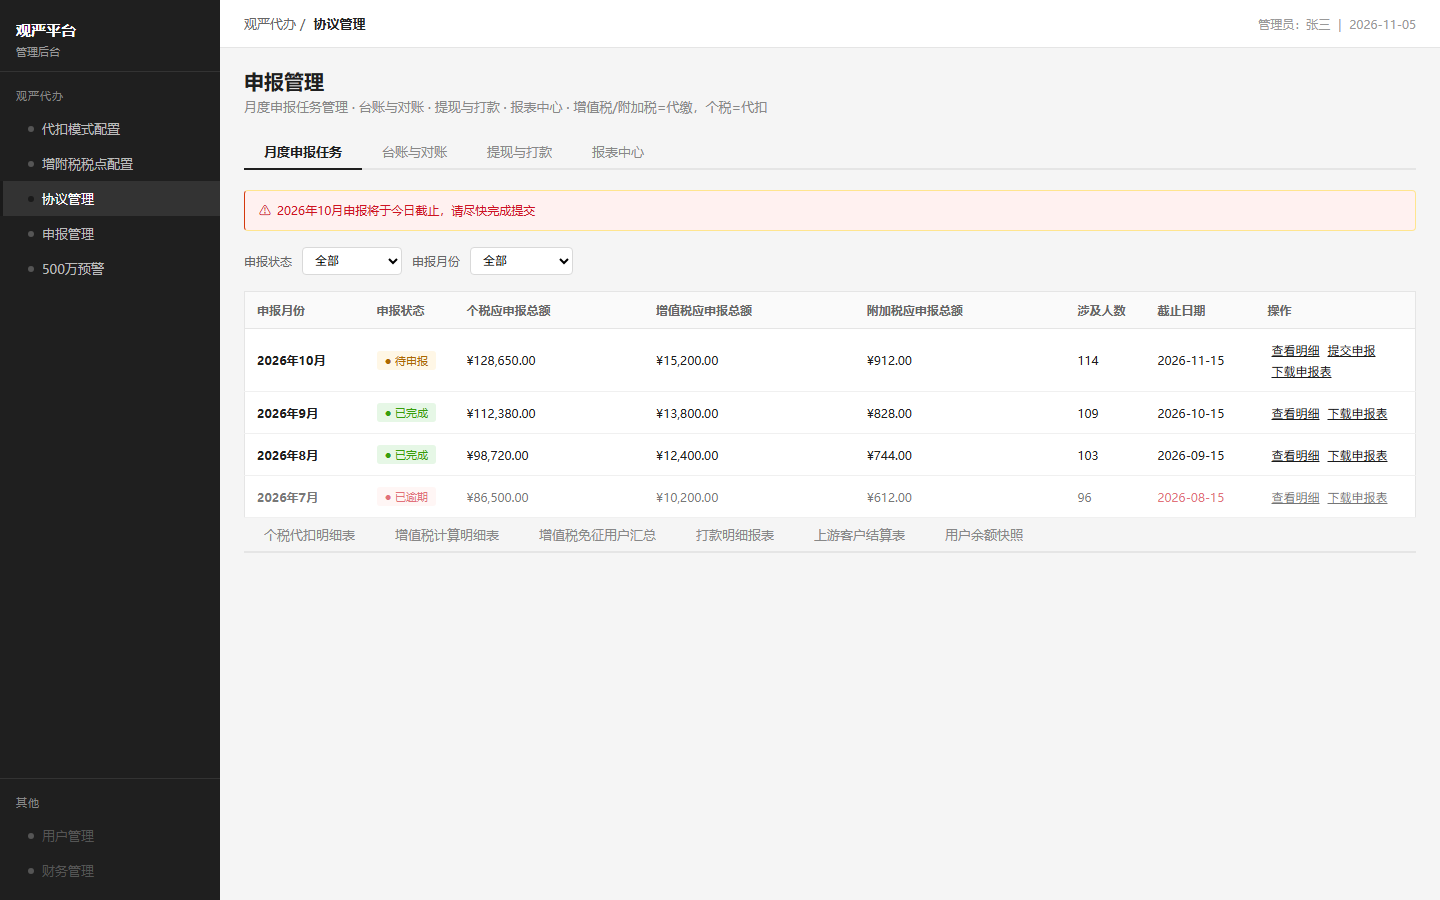 观严平台
管理后台
观严代办
代扣模式配置
增附税税点配置
协议管理
申报管理
500万预警
其他
用户管理
财务管理
观严代办 / 协议管理
管理员：张三 | 2026-11-05
申报管理
月度申报任务管理 · 台账与对账 · 提现与打款 · 报表中心 · 增值税/附加税=代缴，个税=代扣
月度申报任务 台账与对账 提现与打款 报表中心
⚠ 2026年10月申报将于今日截止，请尽快完成提交
申报状态 全部 申报月份 全部
申报月份 申报状态 个税应申报总额 增值税应申报总额 附加税应申报总额 涉及人数 截止日期 操作
2026年10月 ● 待申报 ¥128,650.00 ¥15,200.00 ¥912.00 114 2026-11-15 查看明细 提交申报
下载申报表
2026年9月 ● 已完成 ¥112,380.00 ¥13,800.00 ¥828.00 109 2026-10-15 查看明细 下载申报表
2026年8月 ● 已完成 ¥98,720.00 ¥12,400.00 ¥744.00 103 2026-09-15 查看明细 下载申报表
2026年7月 ● 已逾期 ¥86,500.00 ¥10,200.00 ¥612.00 96 2026-08-15 查看明细 下载申报表
个税代扣明细表 增值税计算明细表 增值税免征用户汇总 打款明细报表 上游客户结算表 用户余额快照